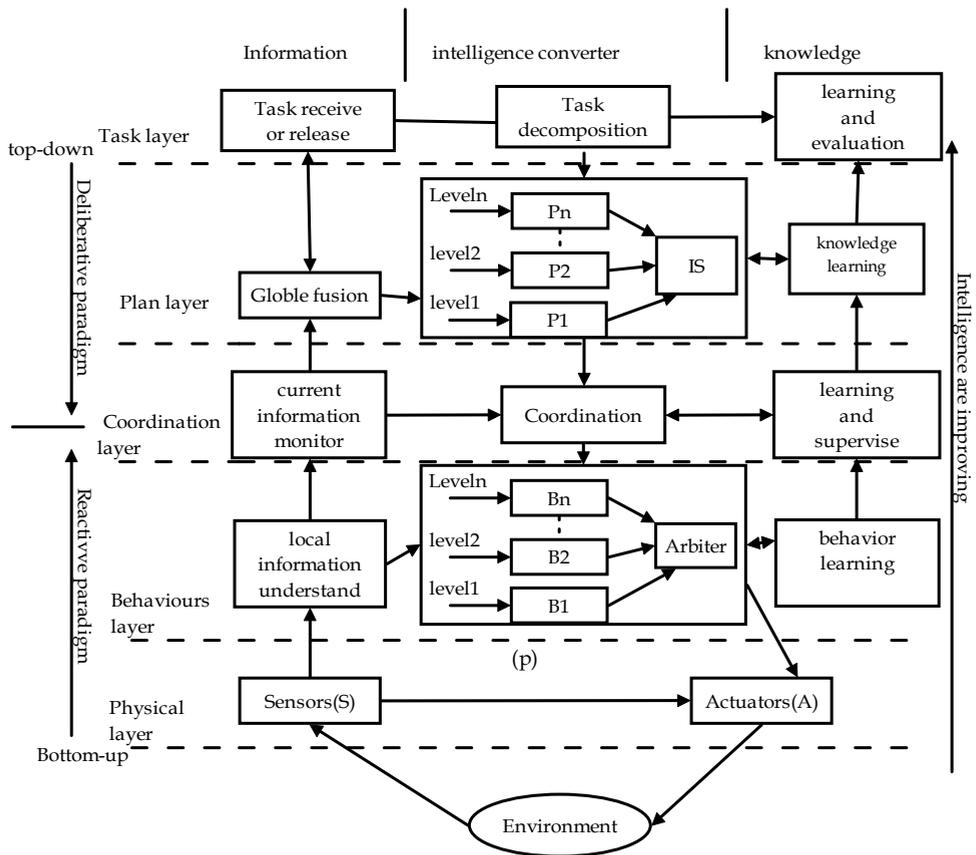 Information
intelligence converter
knowledge
Task receive
or release
Task
decomposition
learning
and
evaluation
Task layer
top-down
Deliberative paradigm
Leveln
Pn
level2
P2
level1
P1
IS
knowledge
learning
Globle fusion
Plan layer
current
information
monitor
Coordination
learning
and
supervise
Coordination
layer
Intelligence are improving
Reactivve paradigm
Leveln
Bn
level2
B2
level1
B1
Arbiter
local
information
understand
behavior
learning
Behaviours
layer
(p)
Sensors(S)
Actuators(A)
Physical
layer
Bottom-up
Environment